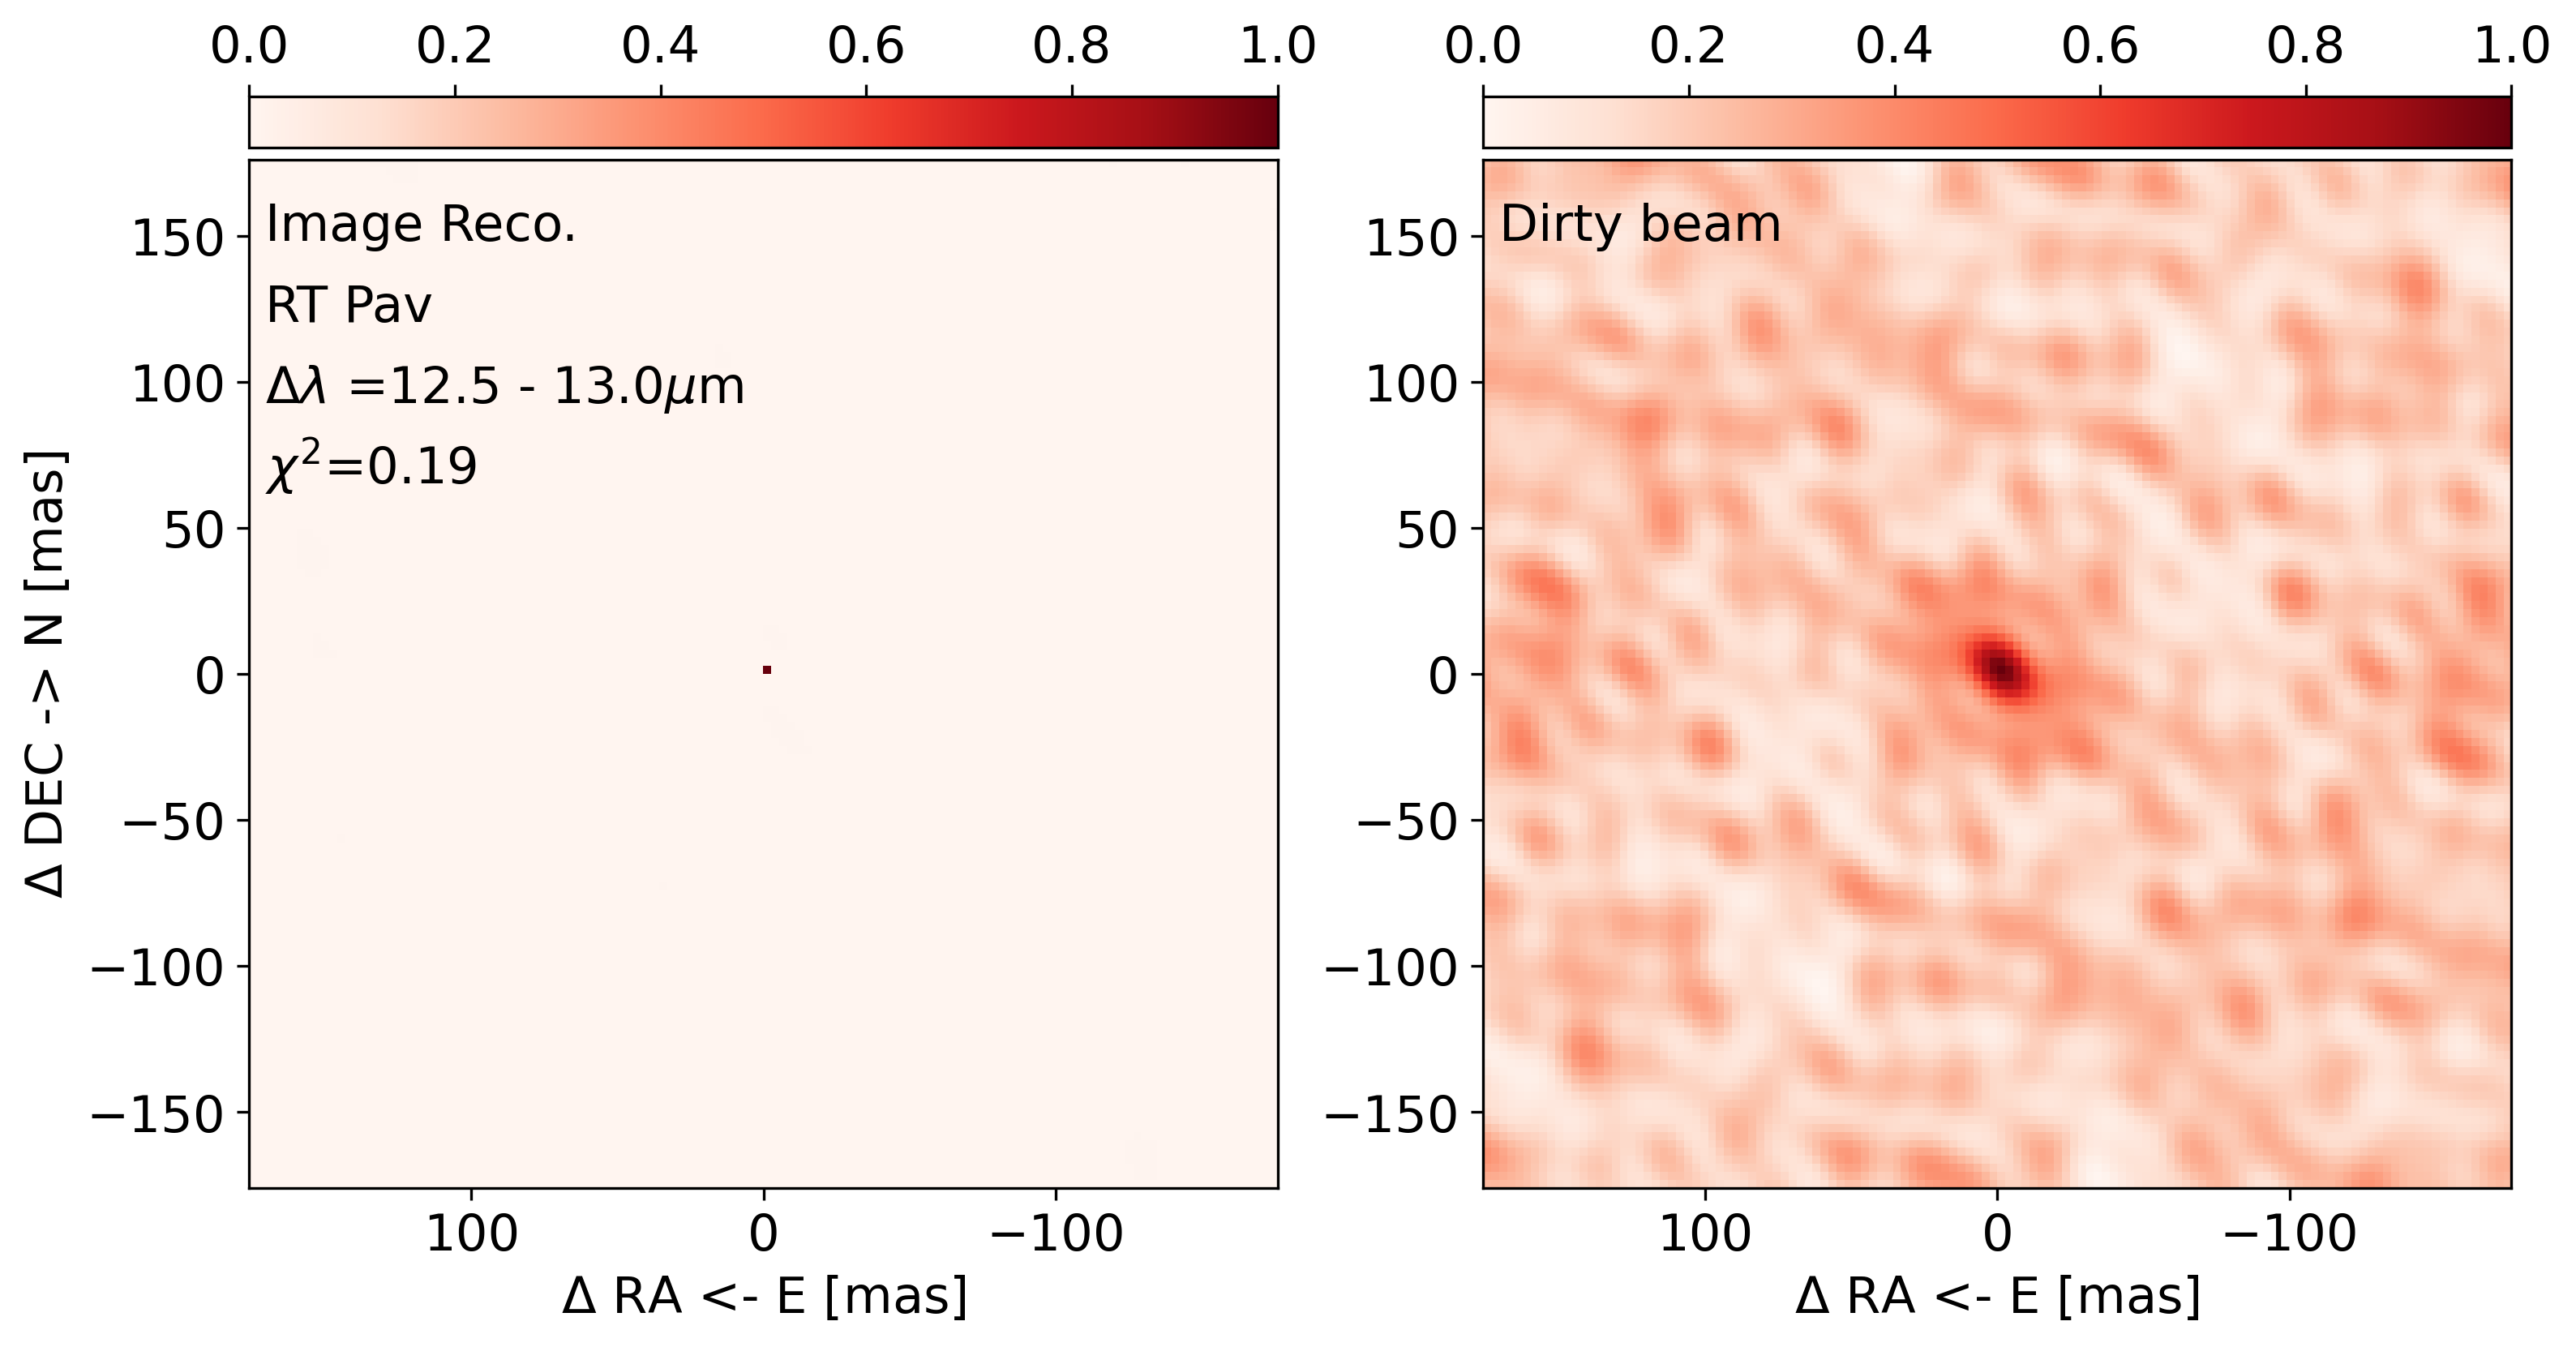 0.0 0.2 0.4 0.6 0.8 1.0
Image Reco.
RT Pav
Δλ =12.5 - 13.0μm
χ²=0.19
150
100
50
0
−50
−100
−150
Δ DEC -> N [mas]
100 0 −100
Δ RA <- E [mas]
0.0 0.2 0.4 0.6 0.8 1.0
Dirty beam
150
100
50
0
−50
−100
−150
100 0 −100
Δ RA <- E [mas]